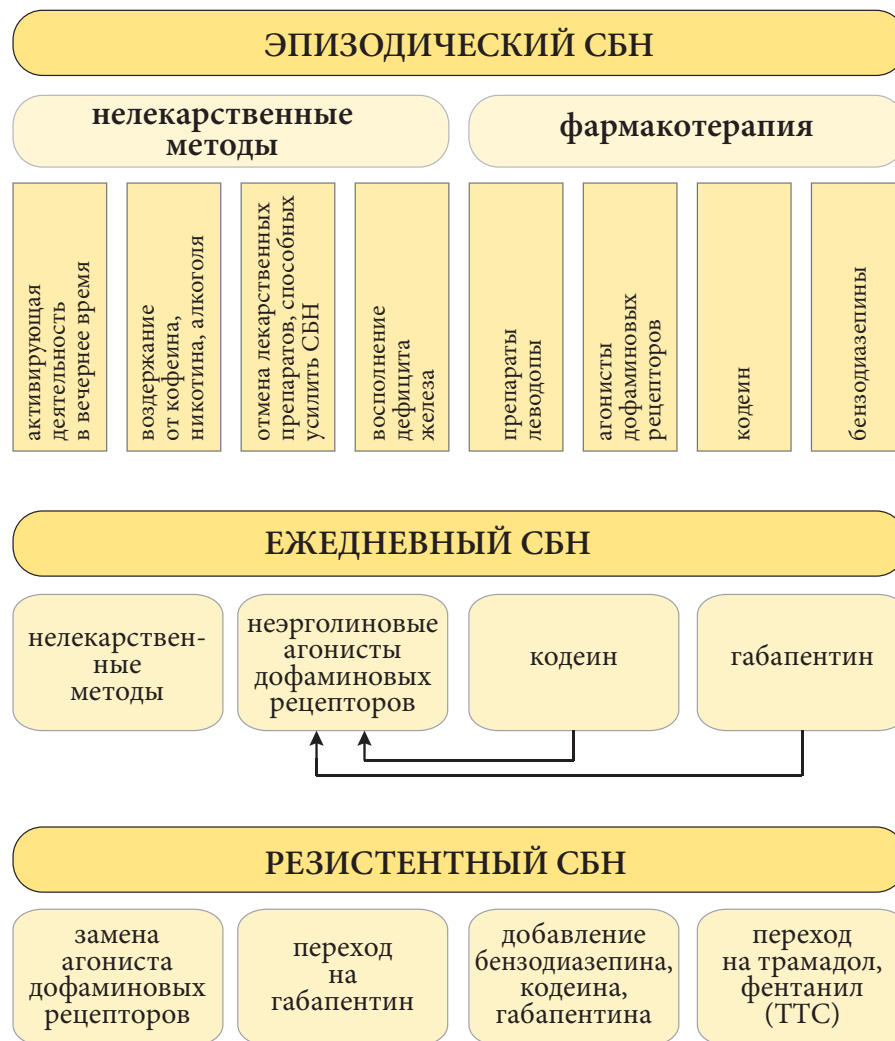 ЭПИЗОДИЧЕСКИЙ СБН
нелекарственные
методы
фармакотерапия
активирующая
деятельность
в вечернее время
воздержание
от кофеина,
никотина, алкоголя
отмена лекарственных
препаратов, способных
усилить СБН
восполнение
дефицита
железа
препараты
леводопы
агонисты
дофаминовых
рецепторов
кодеин
бензодиазепины
ЕЖЕДНЕВНЫЙ СБН
нелекарствен-
ные
методы
неэрголиновые
агонисты
дофаминовых
рецепторов
кодеин
габапентин
РЕЗИСТЕНТНЫЙ СБН
замена
агониста
дофаминовых
рецепторов
переход
на
габапентин
добавление
бензодиазепина,
кодеина,
габапентина
переход
на трамадол,
фентанил
(ТТС)